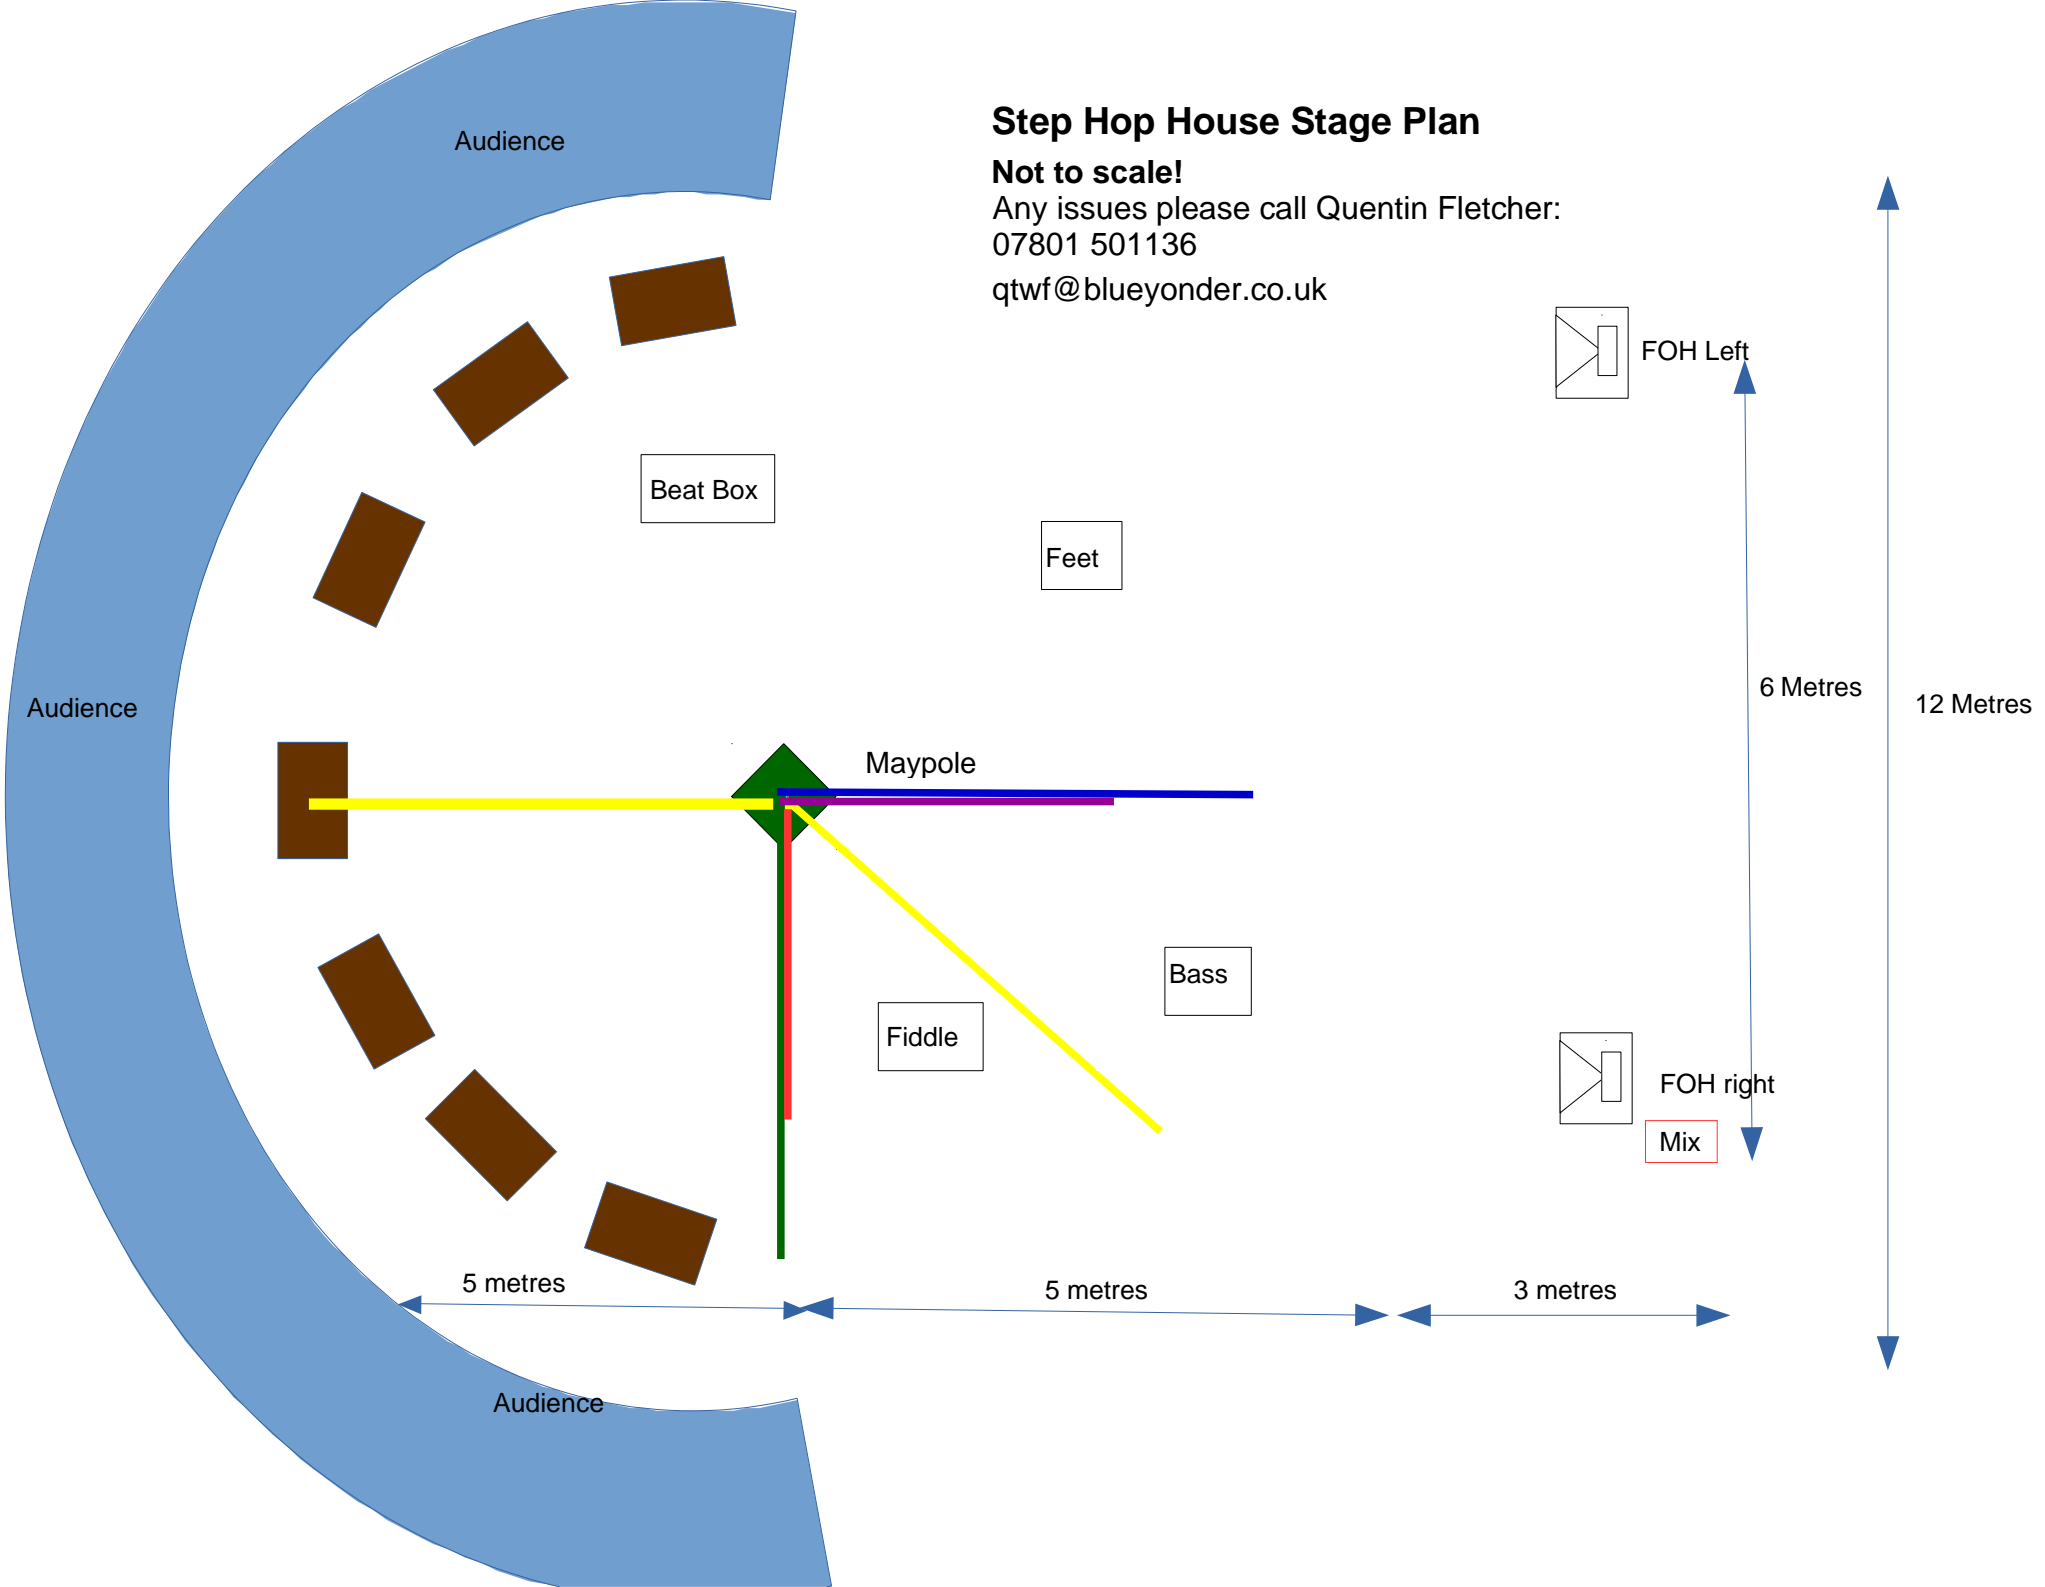 Step Hop House Stage Plan
Not to scale!
Any issues please call Quentin Fletcher:
07801 501136
qtwf@blueyonder.co.uk
Audience
FOH Left
Beat Box
Feet
6 Metres
12 Metres
Audience
Maypole
Bass
Fiddle
FOH right
Mix
5 metres
5 metres
3 metres
Audience